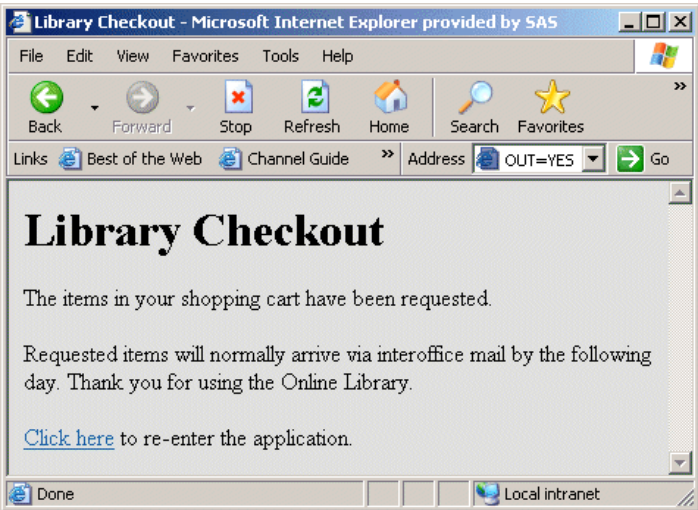 Library Checkout - Microsoft Internet Explorer provided by SAS
File Edit View Favorites Tools Help
»
Back Forward Stop Refresh Home Search Favorites
Links Best of the Web Channel Guide » Address OUT=YES Go
Library Checkout
The items in your shopping cart have been requested.
Requested items will normally arrive via interoffice mail by the following
day. Thank you for using the Online Library.
Click here to re-enter the application.
Done Local intranet